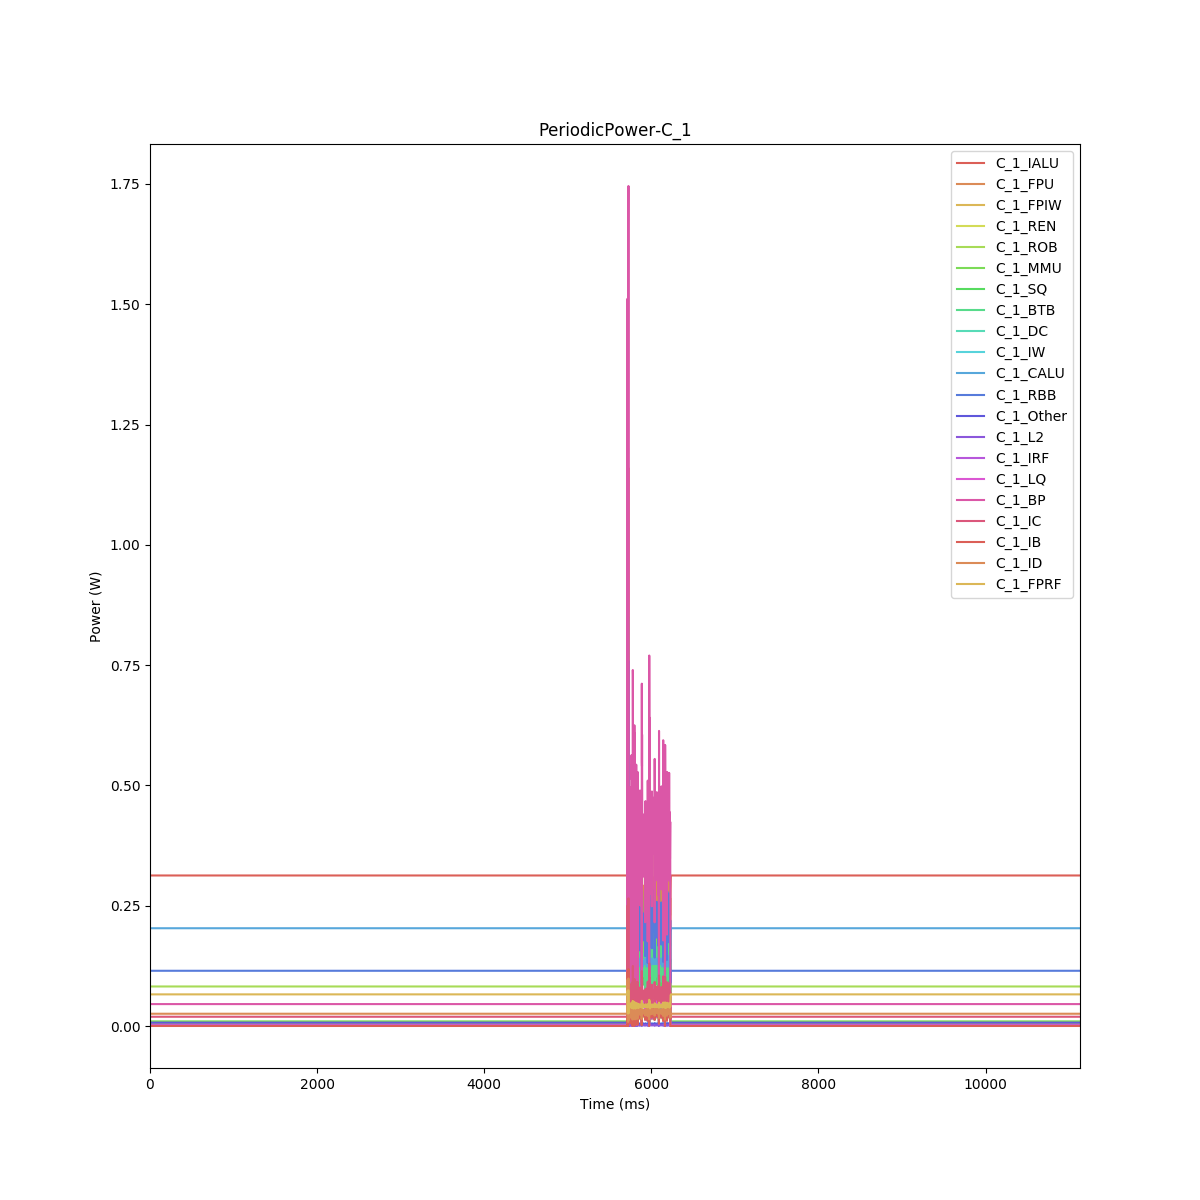 PeriodicPower-C_1
1.75
1.50
1.25
1.00
0.75
0.50
0.25
0.00
Power (W)
0
2000
4000
6000
8000
10000
Time (ms)
C_1_IALU
C_1_FPU
C_1_FPIW
C_1_REN
C_1_ROB
C_1_MMU
C_1_SQ
C_1_BTB
C_1_DC
C_1_IW
C_1_CALU
C_1_RBB
C_1_Other
C_1_L2
C_1_IRF
C_1_LQ
C_1_BP
C_1_IC
C_1_IB
C_1_ID
C_1_FPRF